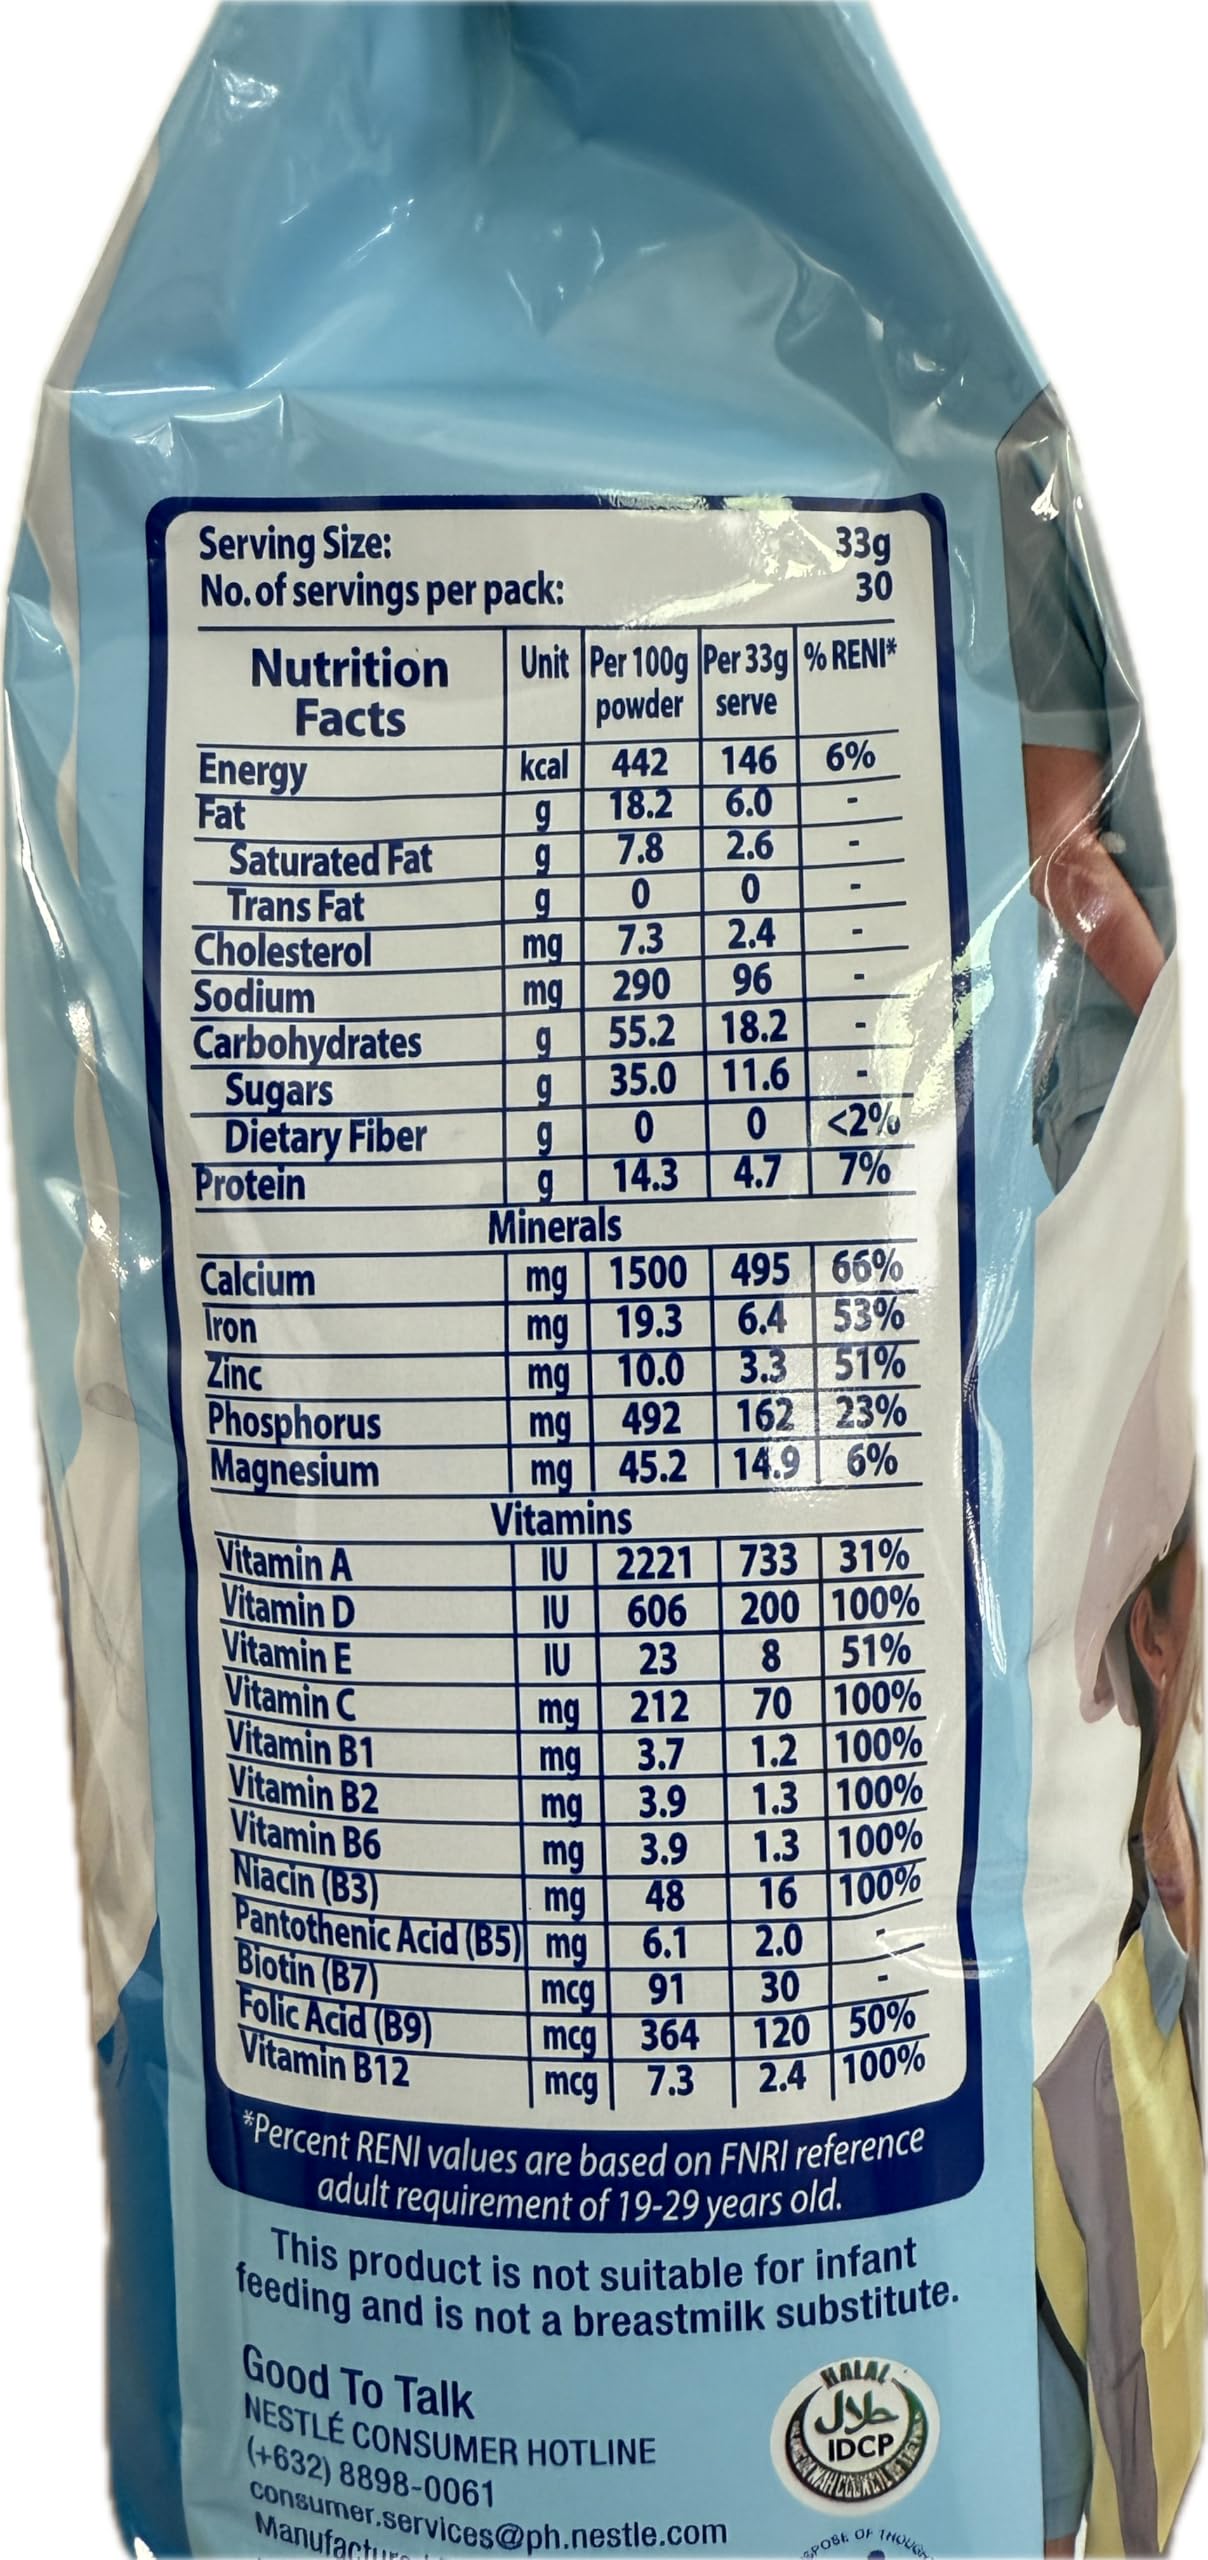 Serving Size: 33g
No. of servings per pack: 30
Nutrition Facts Unit Per 100g powder Per 33g serve % RENI*
Energy kcal 442 146 6%
Fat g 18.2 6.0 -
Saturated Fat g 7.8 2.6 -
Trans Fat g 0 0 -
Cholesterol mg 7.3 2.4 -
Sodium mg 290 96 -
Carbohydrates g 55.2 18.2 -
Sugars g 35.0 11.6 -
Dietary Fiber g 0 0 <2%
Protein g 14.3 4.7 7%
Minerals
Calcium mg 1500 495 66%
Iron mg 19.3 6.4 53%
Zinc mg 10.0 3.3 51%
Phosphorus mg 492 162 23%
Magnesium mg 45.2 14.9 6%
Vitamins
Vitamin A IU 2221 733 31%
Vitamin D IU 606 200 100%
Vitamin E IU 23 8 51%
Vitamin C mg 212 70 100%
Vitamin B1 mg 3.7 1.2 100%
Vitamin B2 mg 3.9 1.3 100%
Vitamin B6 mg 3.9 1.3 100%
Niacin (B3) mg 48 16 100%
Pantothenic Acid (B5) mg 6.1 2.0 -
Biotin (B7) mcg 91 30 -
Folic Acid (B9) mcg 364 120 50%
Vitamin B12 mcg 7.3 2.4 100%
*Percent RENI values are based on FNRI reference
adult requirement of 19-29 years old.
This product is not suitable for infant
feeding and is not a breastmilk substitute.
Good To Talk
NESTLÉ CONSUMER HOTLINE
(+632) 8898-0061
consumer.services@ph.nestle.com
HALAL
حلال
IDCP
OF